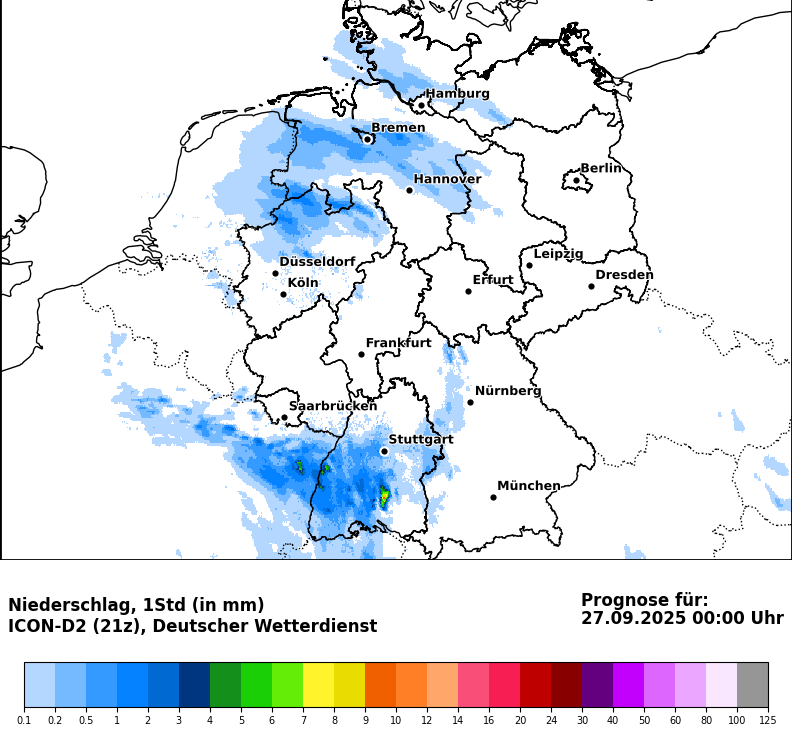 Hamburg
Bremen
Berlin
Hannover
Leipzig
Düsseldorf
Dresden
Köln
Erfurt
Frankfurt
Nürnberg
Saarbrücken
Stuttgart
München
Niederschlag, 1Std (in mm)
ICON-D2 (21z), Deutscher Wetterdienst
Prognose für:
27.09.2025 00:00 Uhr
0.1 0.2 0.5 1 2 3 4 5 6 7 8 9 10 12 14 16 20 24 30 40 50 60 80 100 125